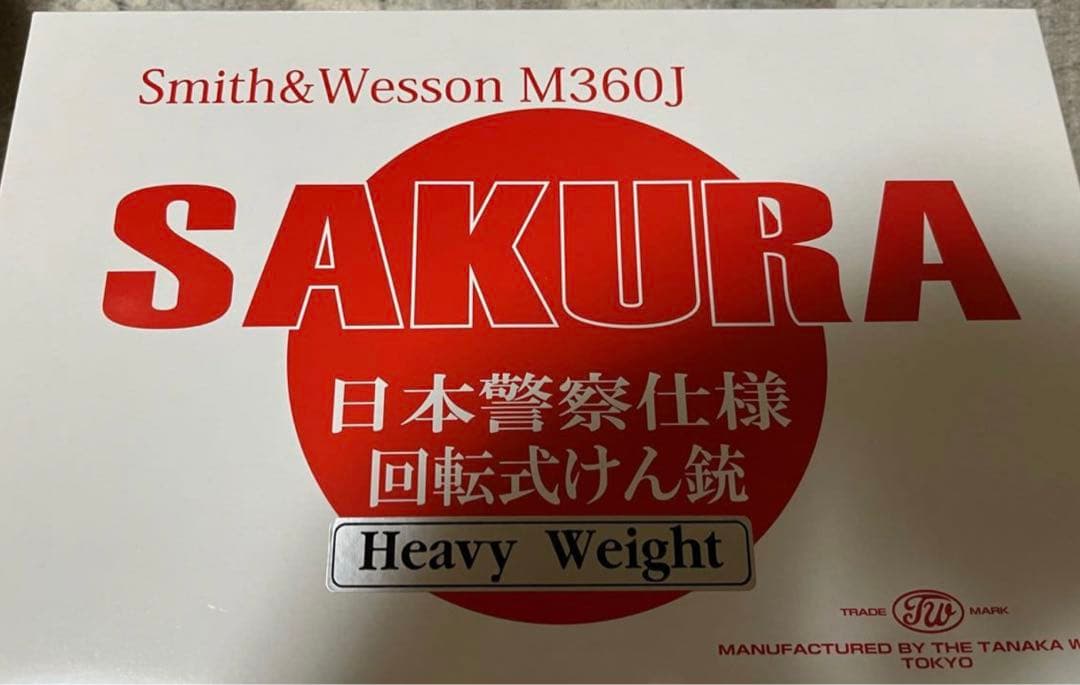 Smith&Wesson M360J
SAKURA
日本警察仕様
回転式けん銃
Heavy Weight
TRADE TW MARK
MANUFACTURED BY THE TANAKA
TOKYO